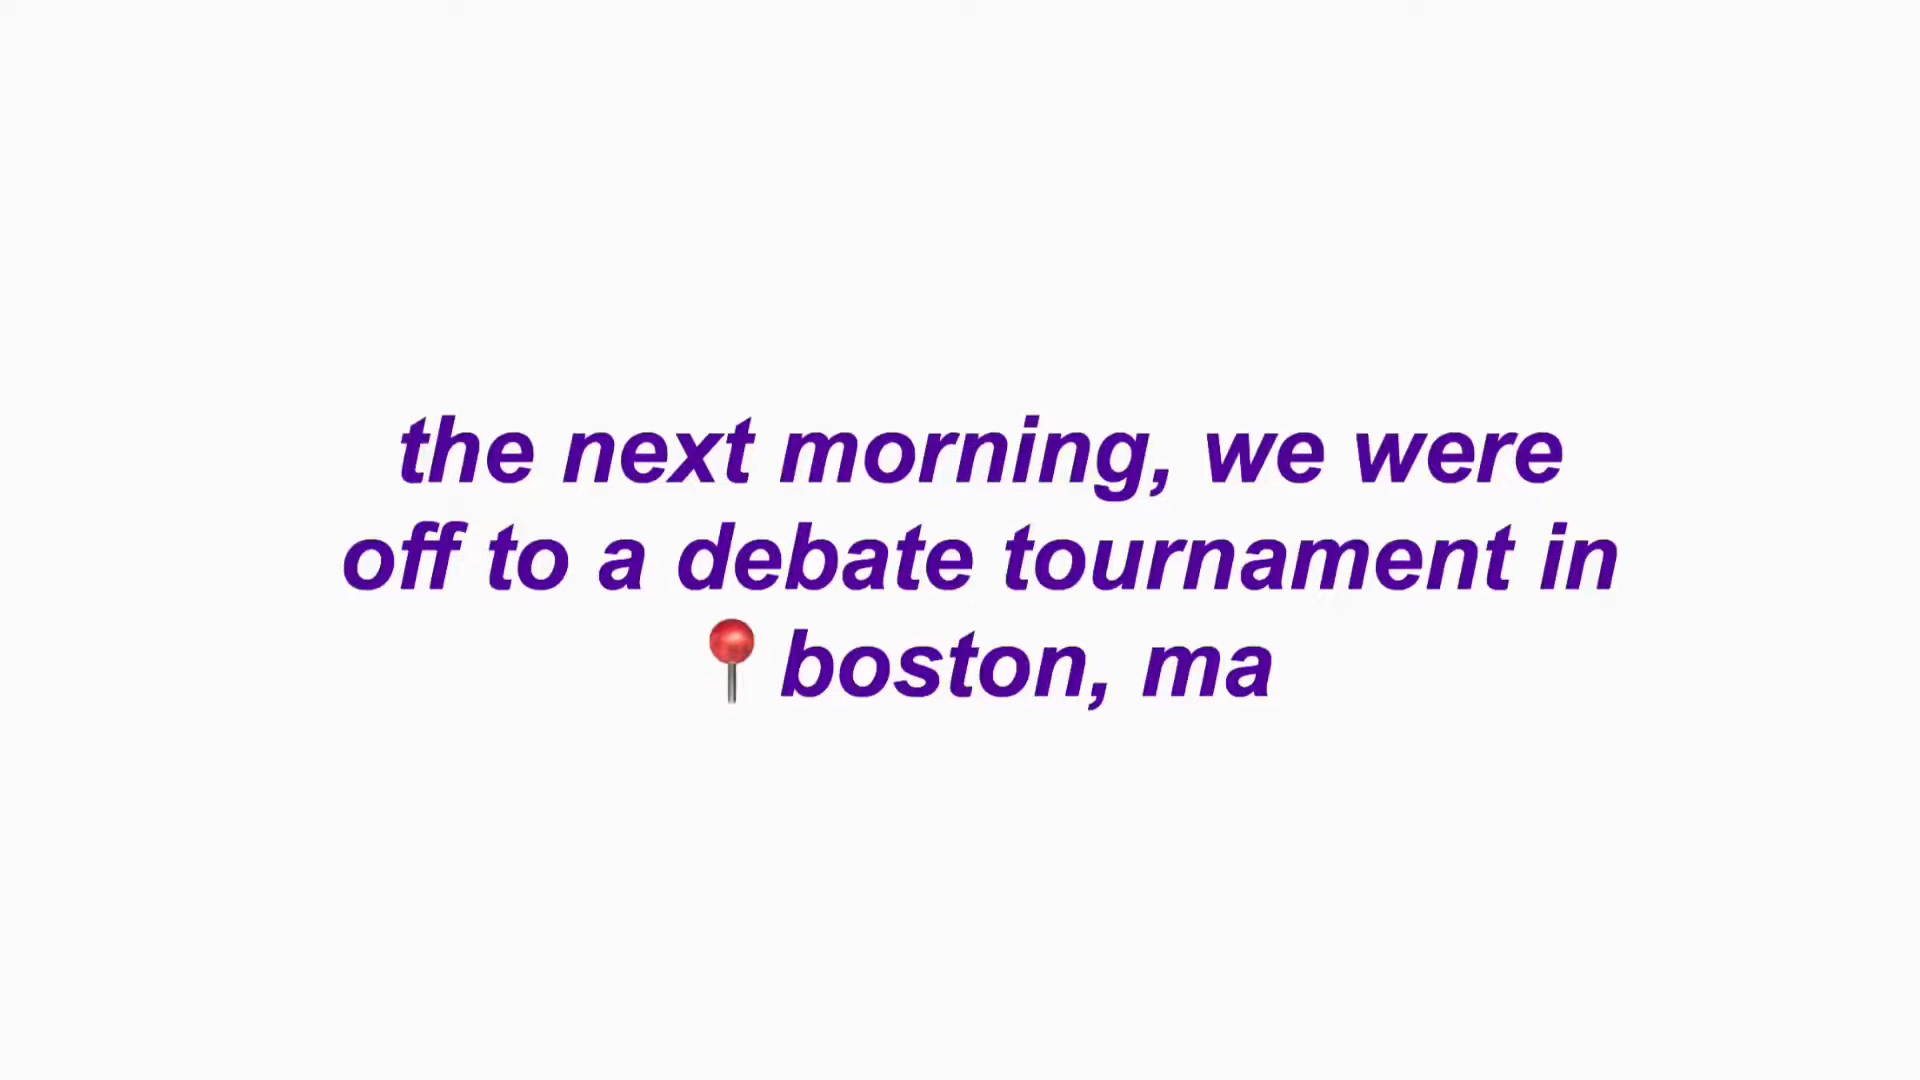 the next morning, we were
off to a debate tournament in
📍boston, ma